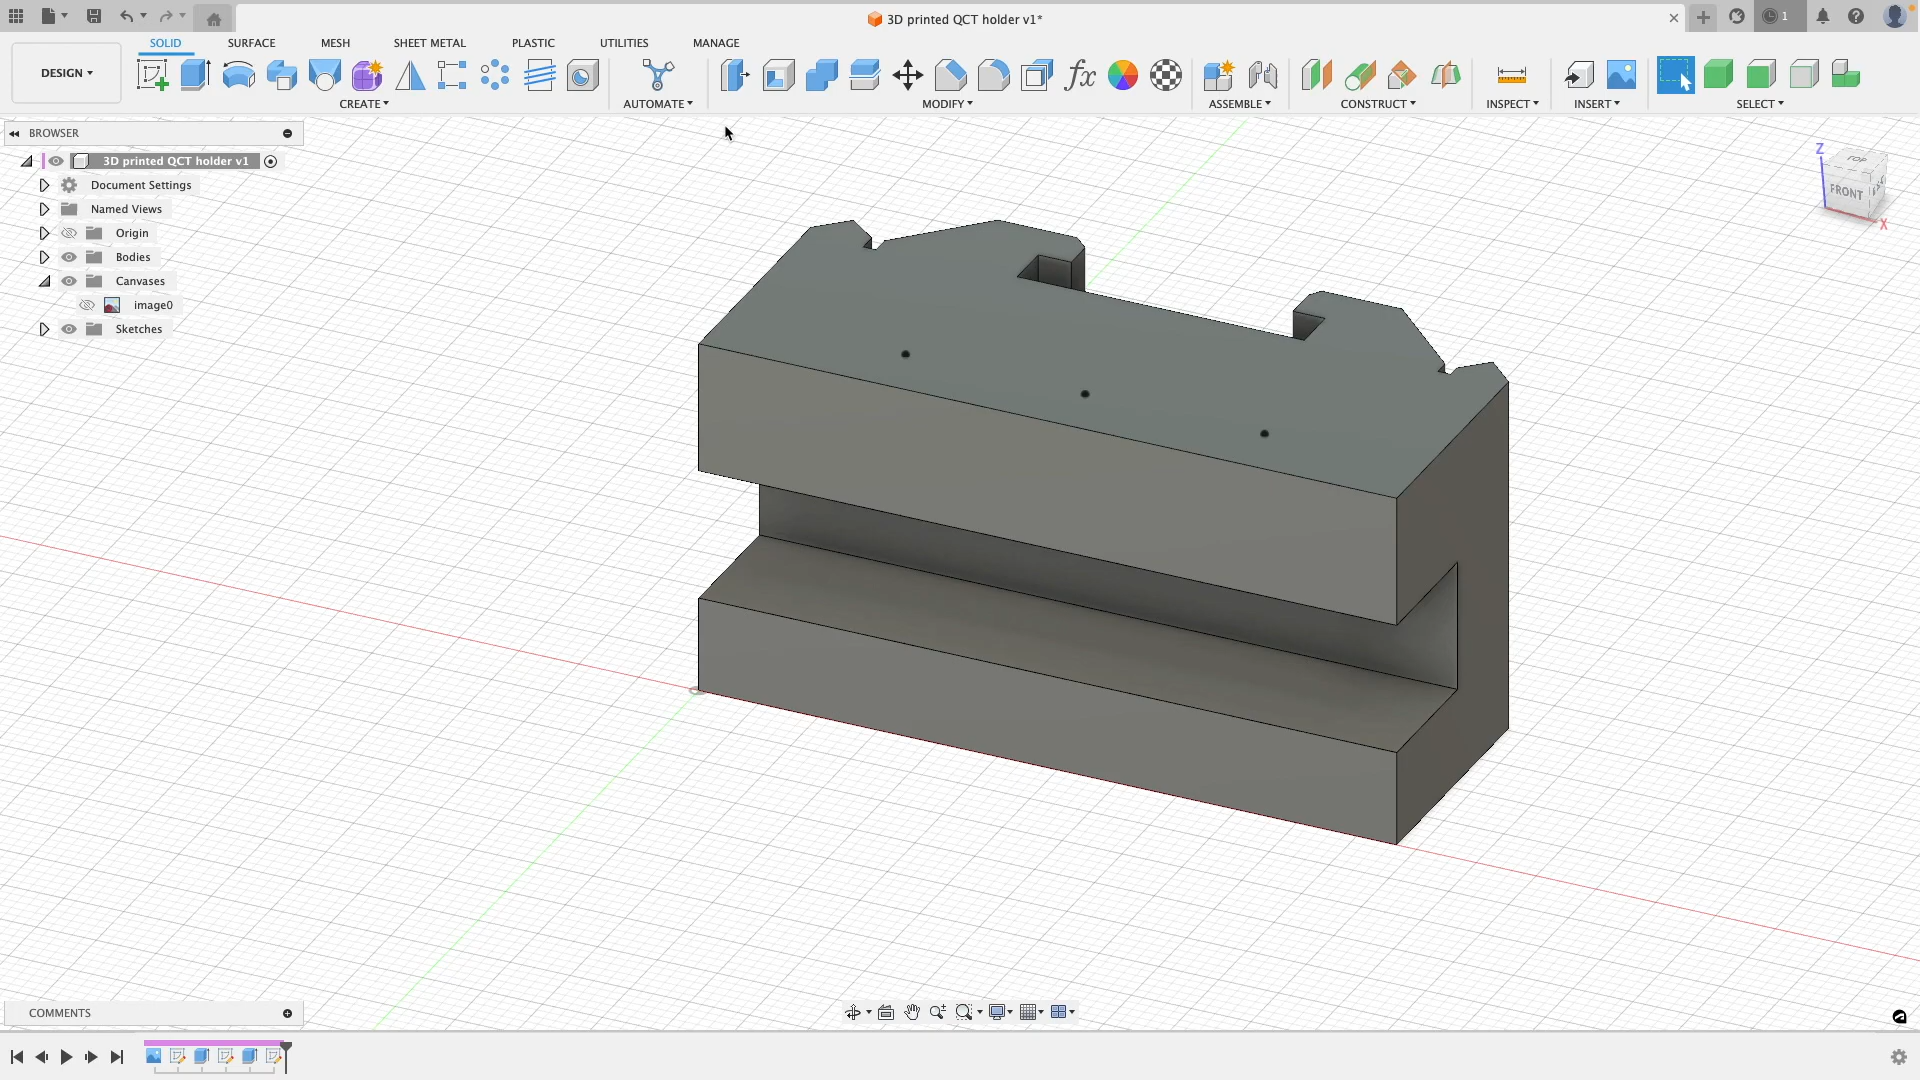 3D printed QCT holder v1*
1
DESIGN
SOLID SURFACE MESH SHEET METAL PLASTIC UTILITIES MANAGE
CREATE AUTOMATE MODIFY ASSEMBLE CONSTRUCT INSPECT INSERT SELECT
BROWSER
3D printed QCT holder v1
Document Settings
Named Views
Origin
Bodies
Canvases
image0
Sketches
Z
TOP
FRONT
X
COMMENTS